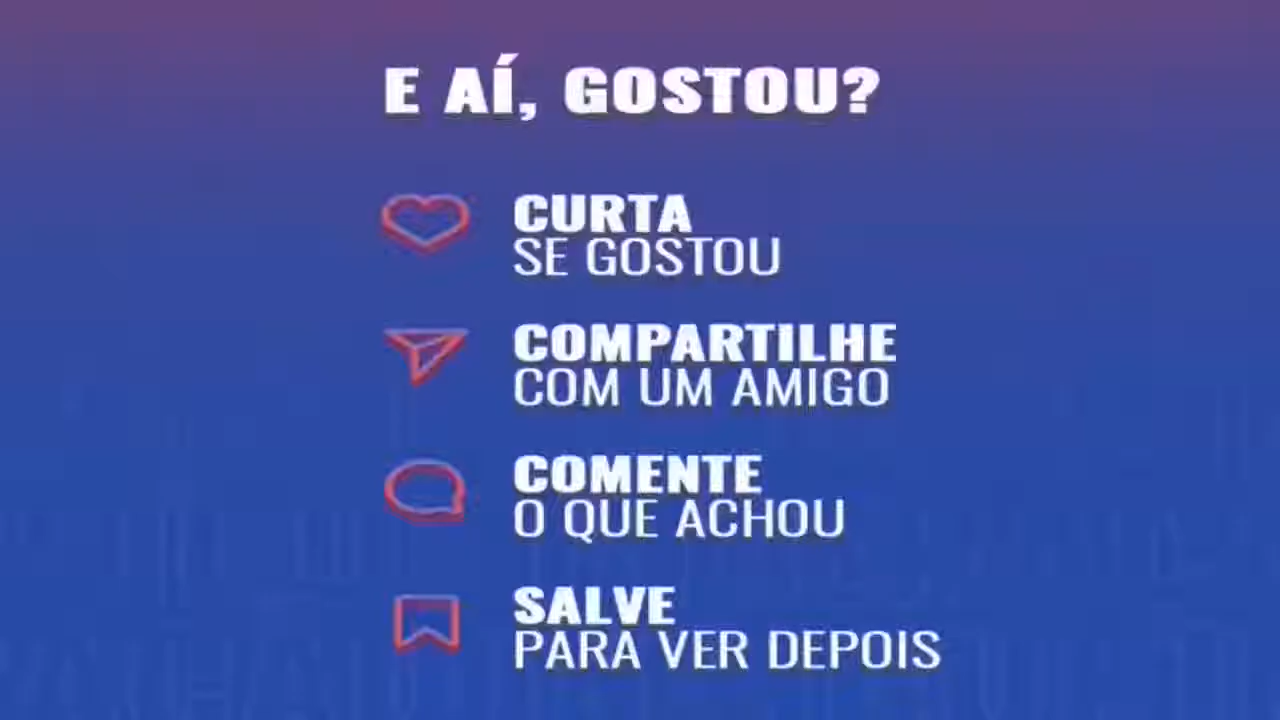 E AÍ, GOSTOU?
CURTA
SE GOSTOU
COMPARTILHE
COM UM AMIGO
COMENTE
O QUE ACHOU
SALVE
PARA VER DEPOIS